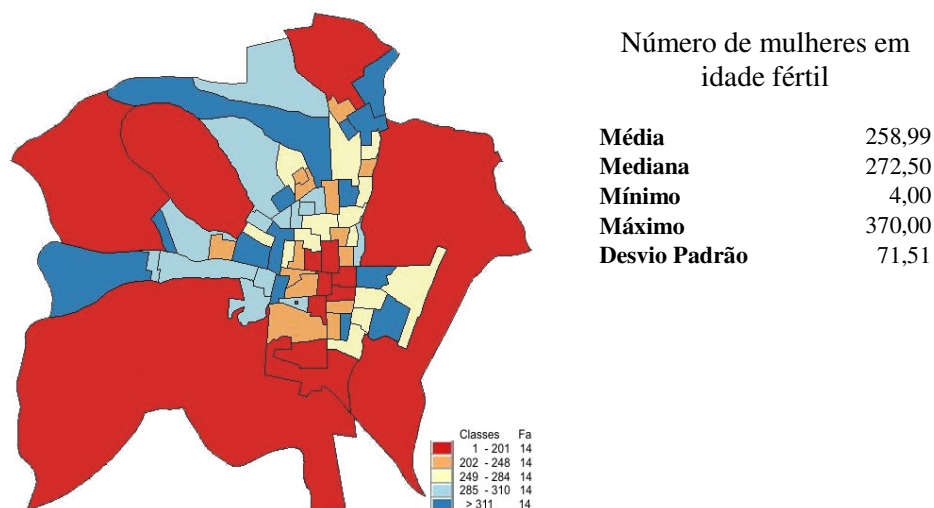 Número de mulheres em
idade fértil
Média 258,99
Mediana 272,50
Mínimo 4,00
Máximo 370,00
Desvio Padrão 71,51
Classes Fa
1 - 201 14
202 - 248 14
249 - 284 14
285 - 310 14
> 311 14